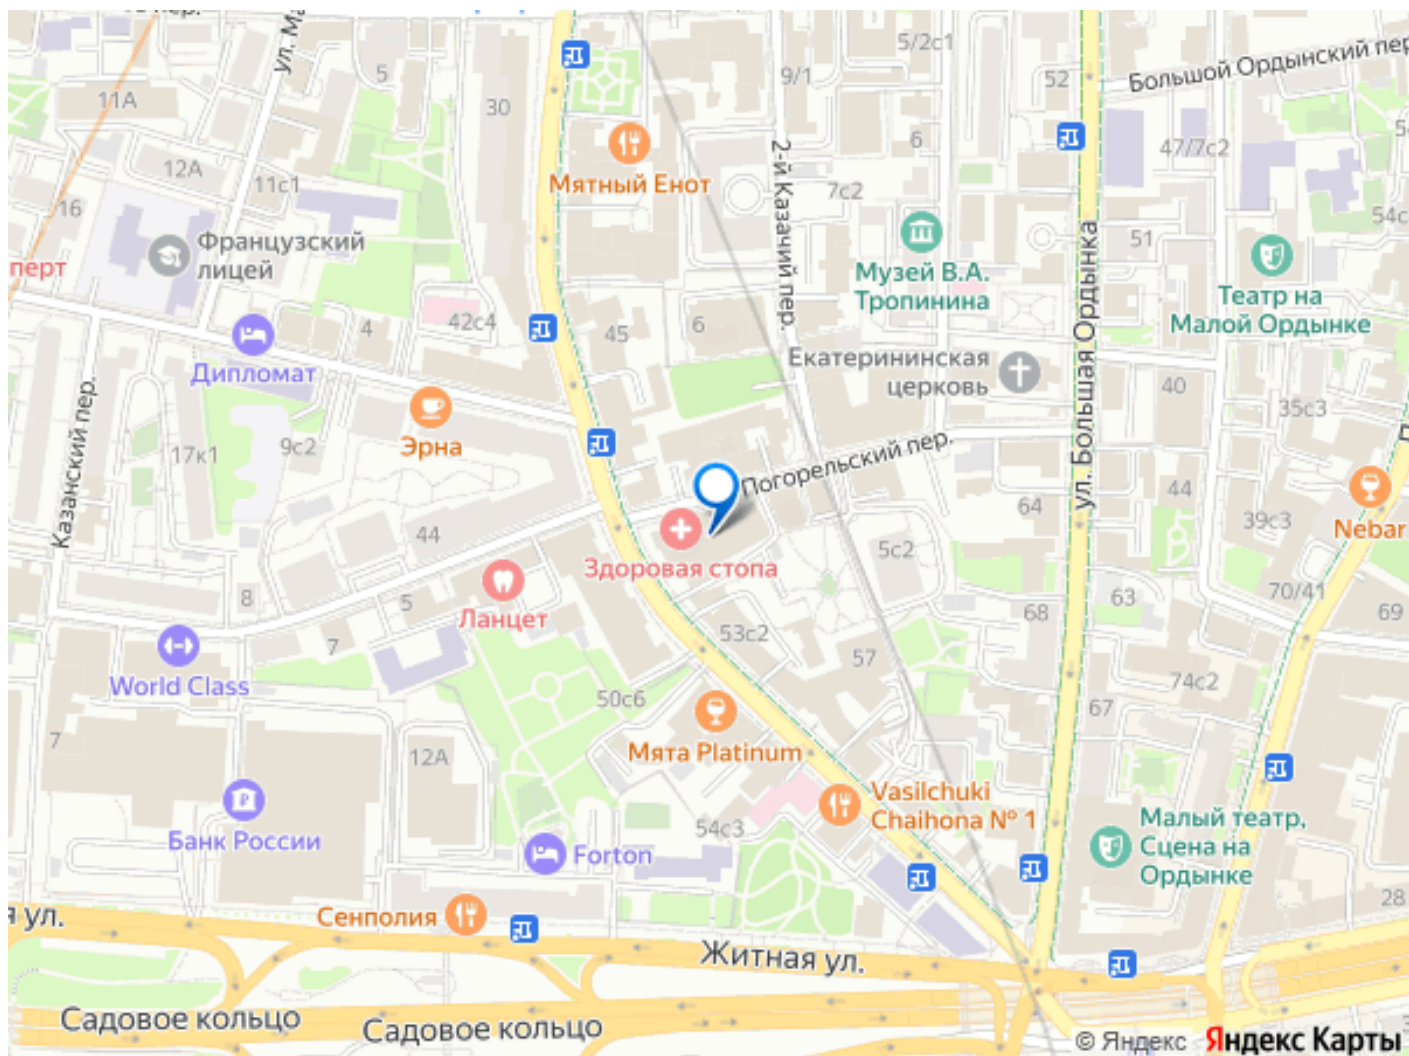 пер.
ул. Ма
5
30
5/2с1
9/1
52
Большой Ордынский пер
11А
6
47/7с2
Мятный Енот
2-й Казачий пер.
12А
11с1
7с2
16
54с
Французский
лицей
51
перт
Музей В.А.
Тропинина
ул. Большая Ордынка
Театр на
Малой Ордынке
42с4
4
45
6
Дипломат
Екатерининская
церковь
40
35с3
Казанский пер.
Эрна
9с2
17к1
Погорельский пер.
44
64
39с3
Nebar
44
Здоровая стопа
5с2
Ланцет
5
8
7
53с2
68
63
70/41
69
World Class
57
50с6
74с2
67
7
12А
Мята Platinum
Банк России
Vasilchuki
Chaihona № 1
54с3
Forton
Малый театр,
Сцена на
Ордынке
28
я ул.
Сенполия
Житная ул.
Садовое кольцо
Садовое кольцо
© Яндекс Яндекс Карты